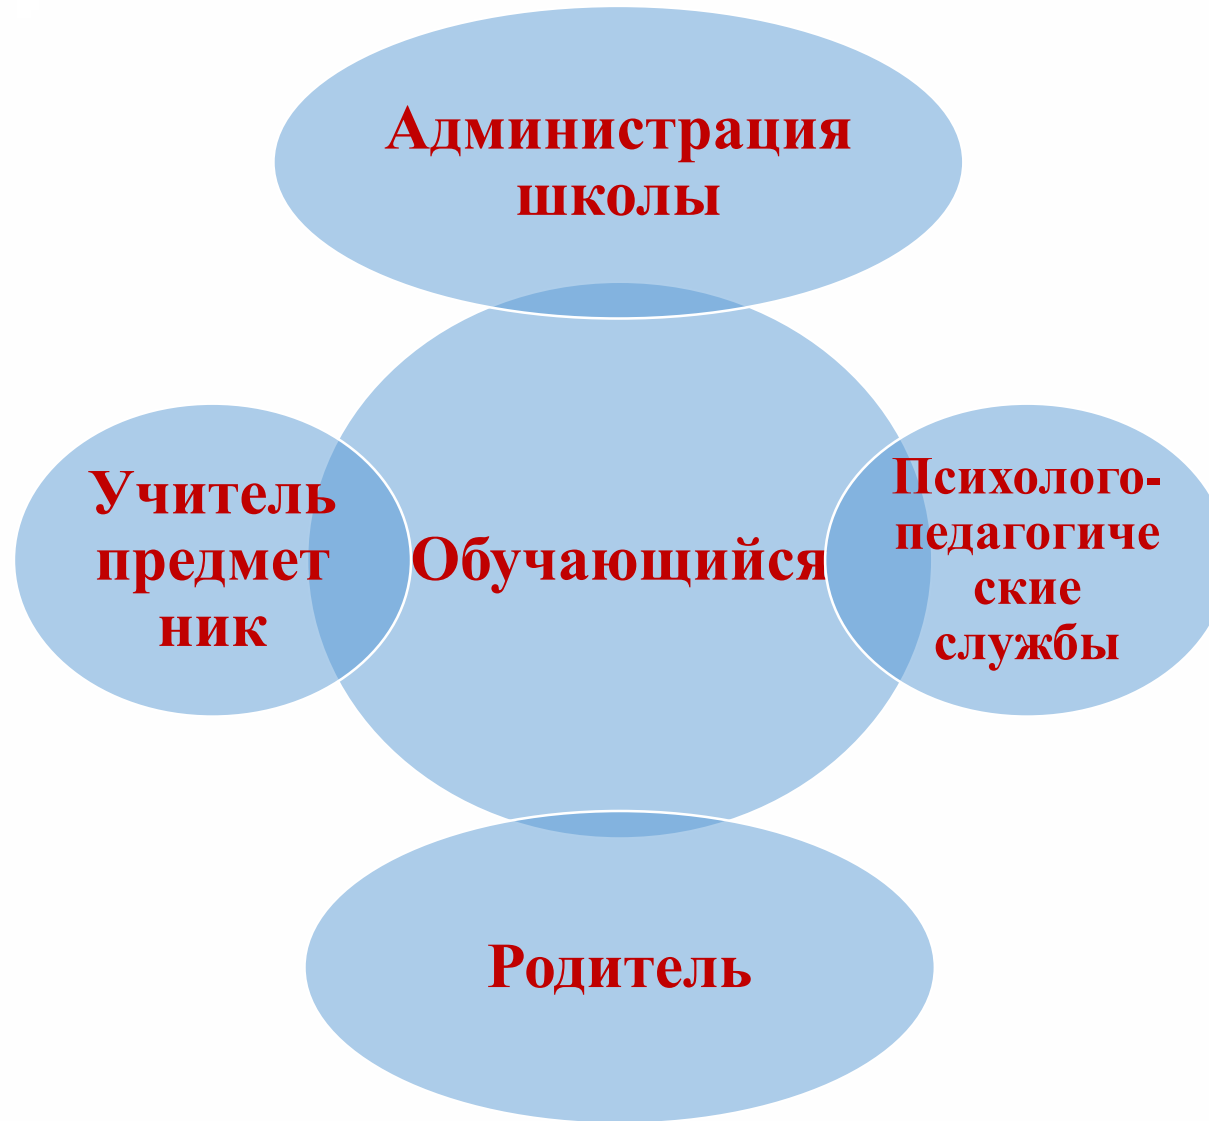 Администрация
школы
Учитель
предмет
ник
Обучающийся
Психолого-
педагогиче
ские
службы
Родитель